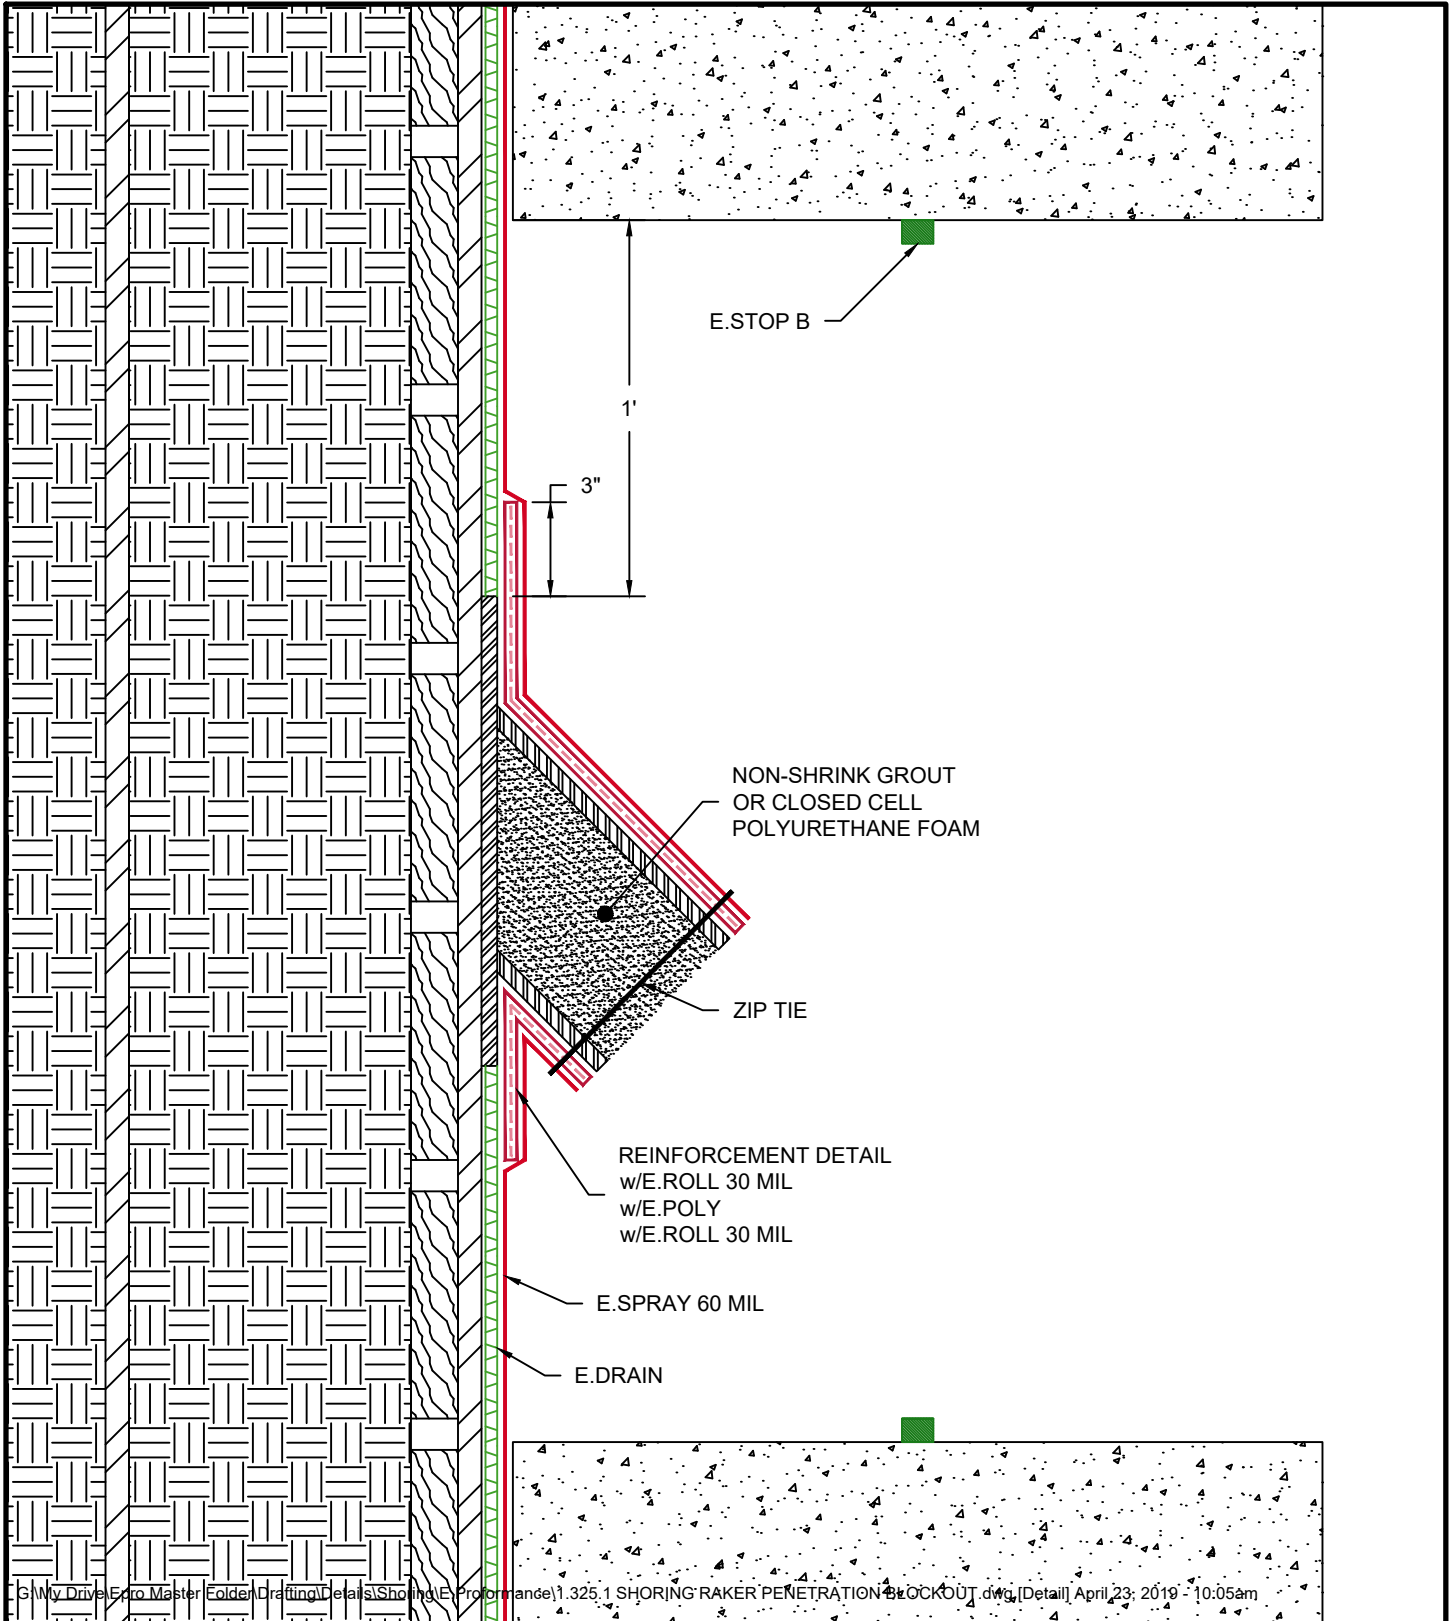 E.STOP B
1'
3"
NON-SHRINK GROUT
OR CLOSED CELL
POLYURETHANE FOAM
ZIP TIE
REINFORCEMENT DETAIL
w/E.ROLL 30 MIL
w/E.POLY
w/E.ROLL 30 MIL
E.SPRAY 60 MIL
E.DRAIN
G:\My Drive\Epro Master Folder\Drafting\Details\Shoring\E.Proformance\1.325.1 SHORING RAKER PENETRATION BLOCKOUT.dwg,[Detail] April 23, 2019 - 10:05am